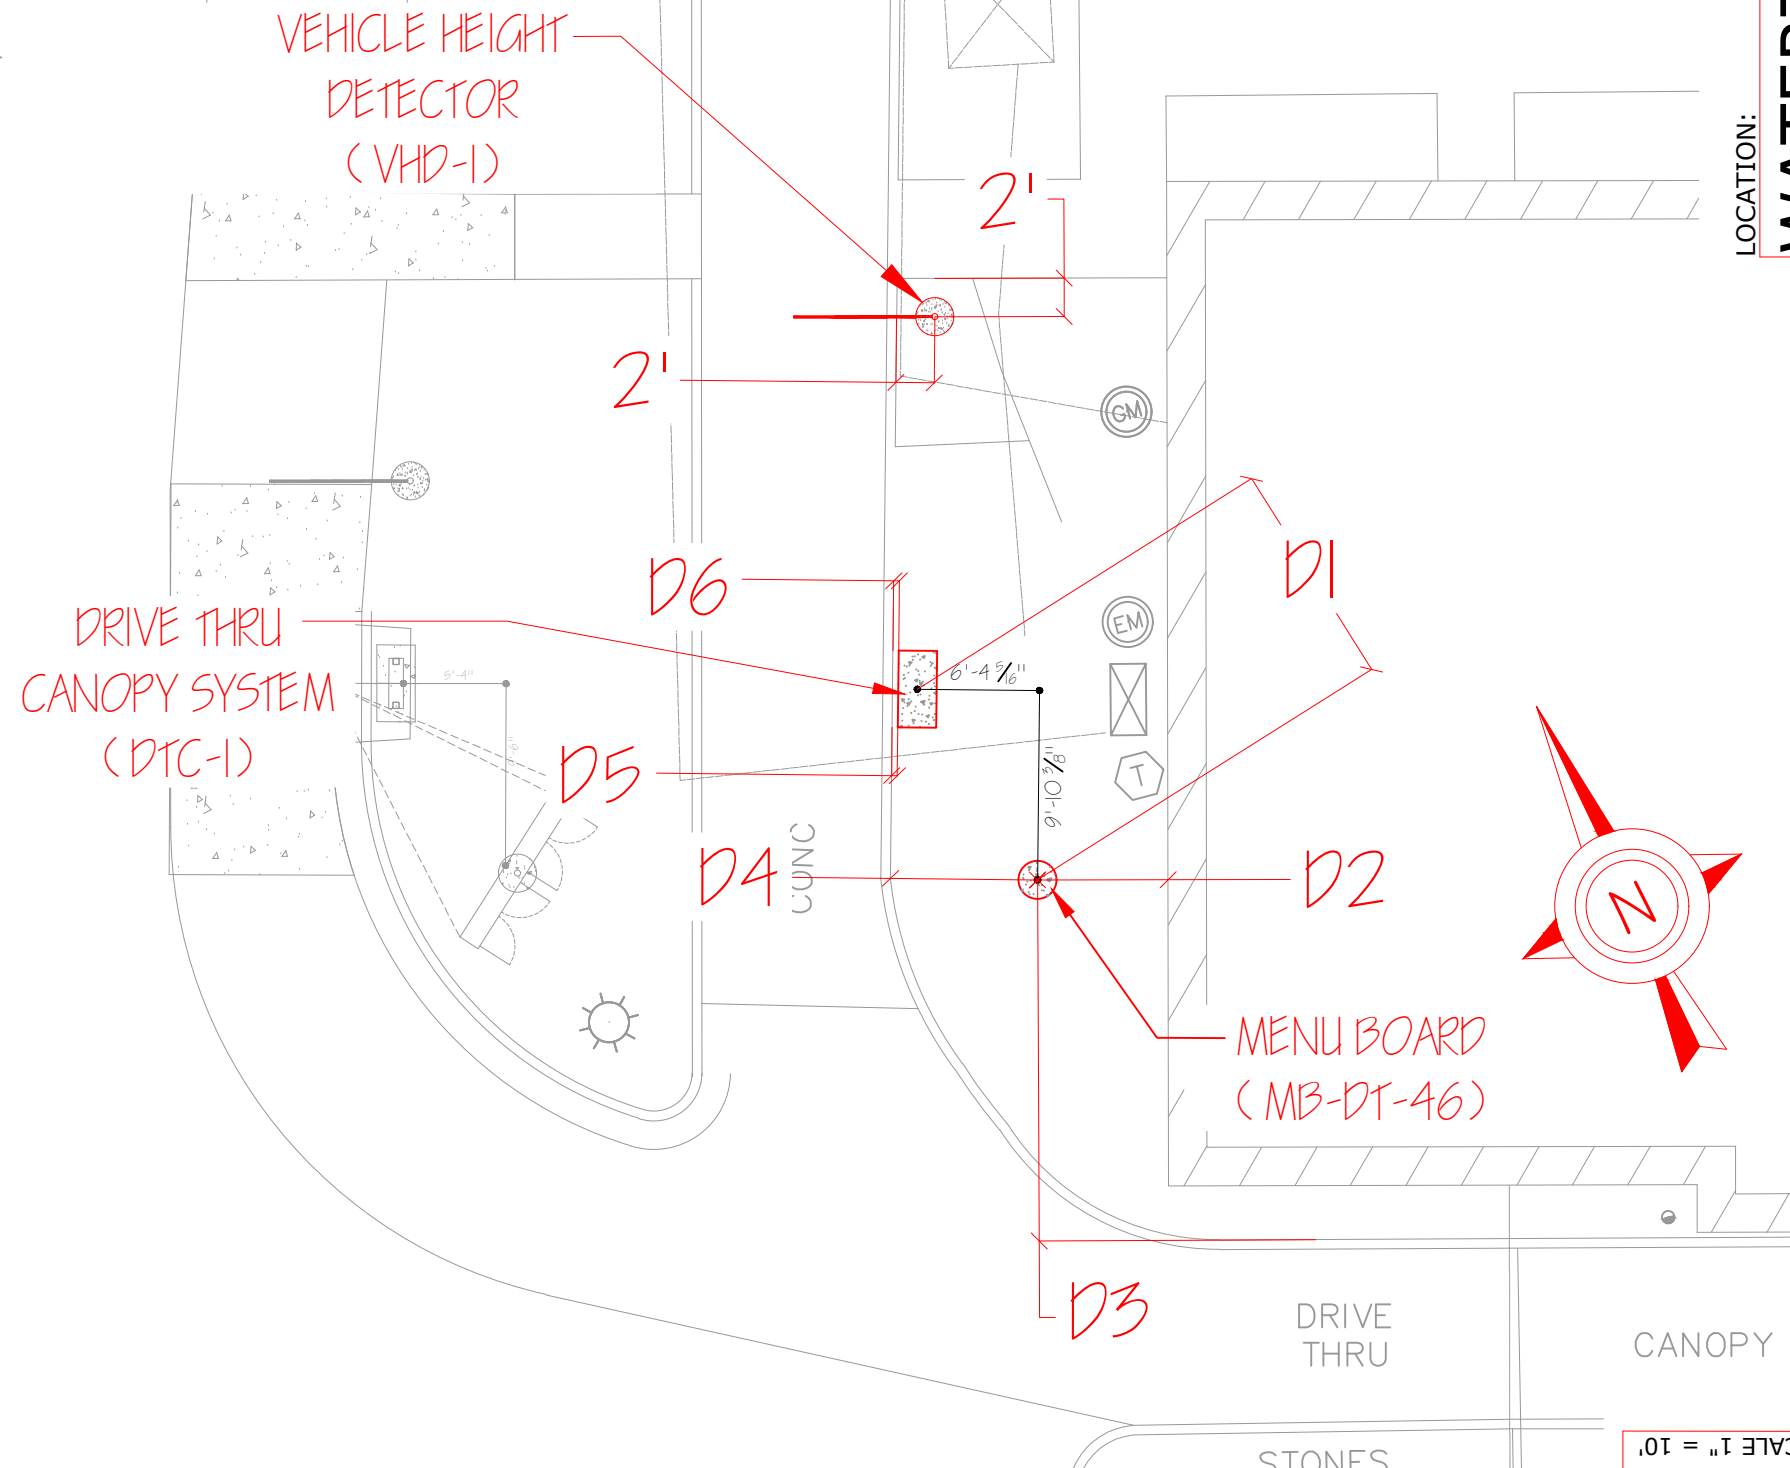 VEHICLE HEIGHT
DETECTOR
(VHD-1)
LOCATION:
2'
2'
GM
D1
D6
EM
DRIVE THRU
CANOPY SYSTEM
(DTC-1)
5'-4"
6'-4 5/16"
9'-10 3/8"
T
D5
CONC
D4
D2
N
MENU BOARD
(MB-DT-46)
D3
DRIVE
THRU
CANOPY
STONES
1" = 10'